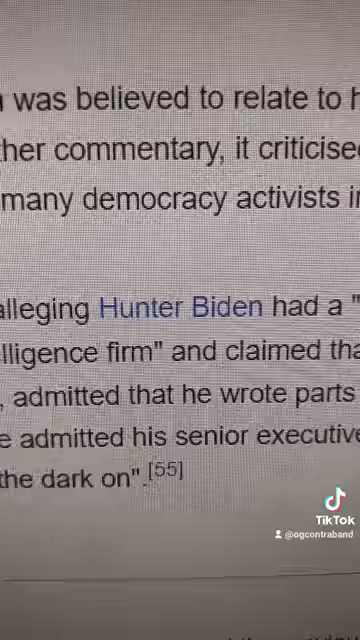 was believed to relate to
her commentary, it criticise
many democracy activists
alleging Hunter Biden had a "
lligence firm" and claimed tha
, admitted that he wrote parts
e admitted his senior executive
the dark on".[55]
TikTok
@ogcontraband